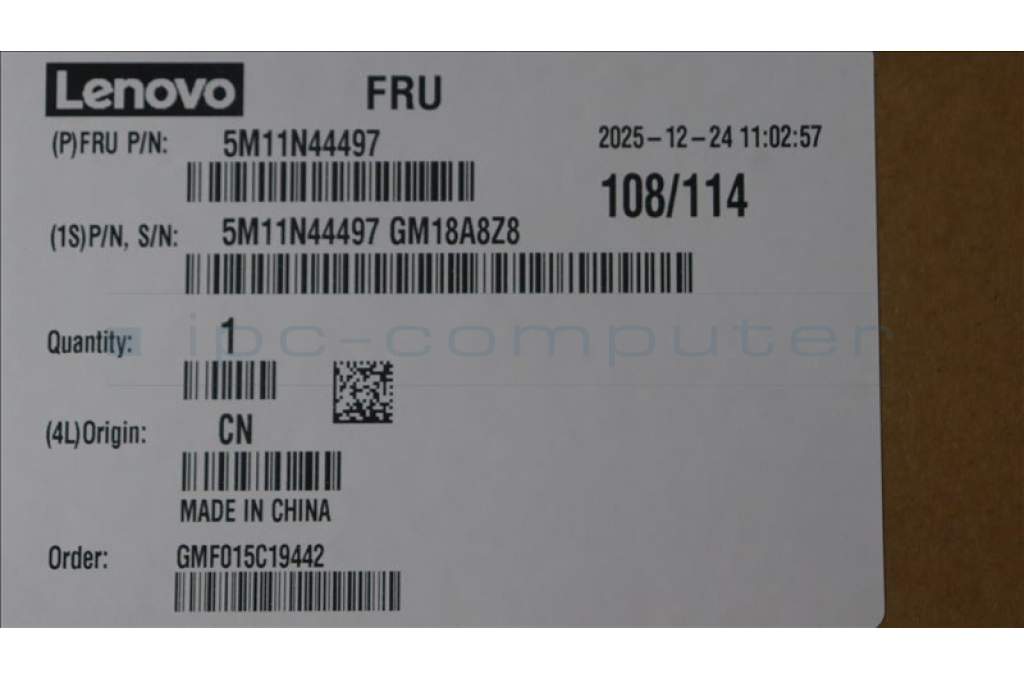 Lenovo FRU
(P)FRU P/N: 5M11N44497 2025-12-24 11:02:57
108/114
(1S)P/N, S/N: 5M11N44497 GM18A8Z8
ipc-computer
Quantity: 1
(4L)Origin: CN
MADE IN CHINA
Order: GMF015C19442